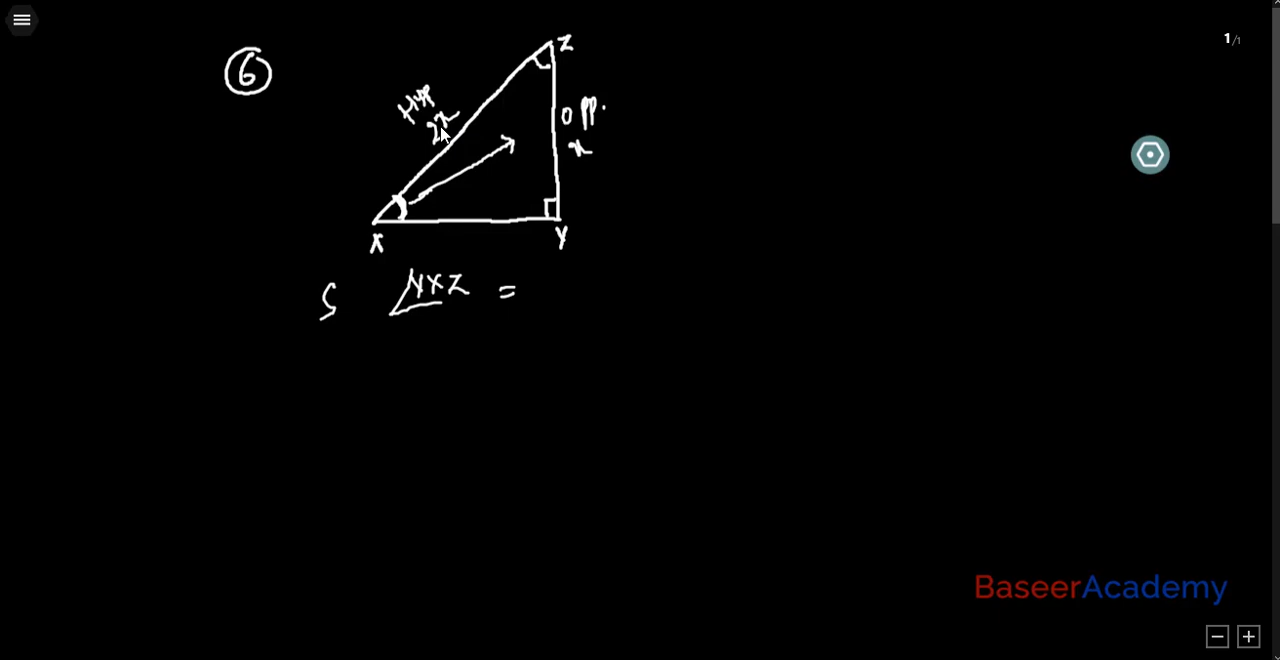 6
Z
Hyp
2x
opp.
x
X
Y
S ∠YXZ =
1/1
BaseerAcademy